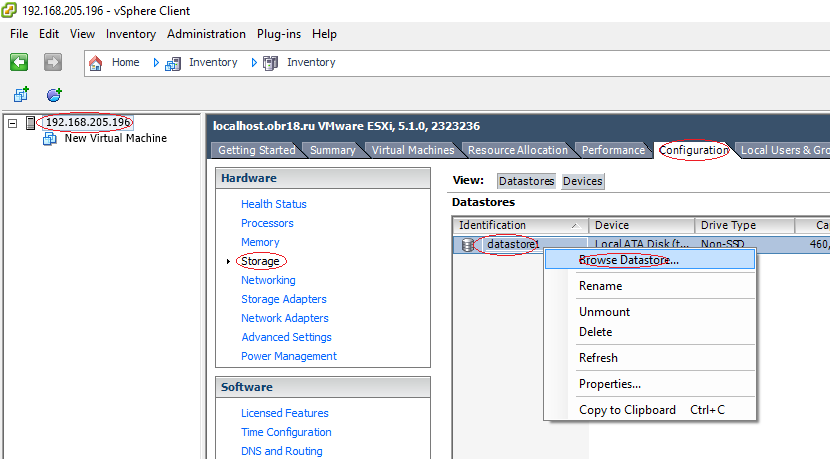 192.168.205.196 - vSphere Client
File Edit View Inventory Administration Plug-ins Help
Home Inventory Inventory
192.168.205.196
New Virtual Machine
localhost.obr18.ru VMware ESXi, 5.1.0, 2323236
Getting Started Summary Virtual Machines Resource Allocation Performance Configuration Local Users & Gro
Hardware
Health Status
Processors
Memory
Storage
Networking
Storage Adapters
Network Adapters
Advanced Settings
Power Management
Software
Licensed Features
Time Configuration
DNS and Routing
View: Datastores Devices
Datastores
Identification Device Drive Type Ca
datastore1 Local ATA Disk (t... Non-SSD 460,
Browse Datastore...
Rename
Unmount
Delete
Refresh
Properties...
Copy to Clipboard Ctrl+C